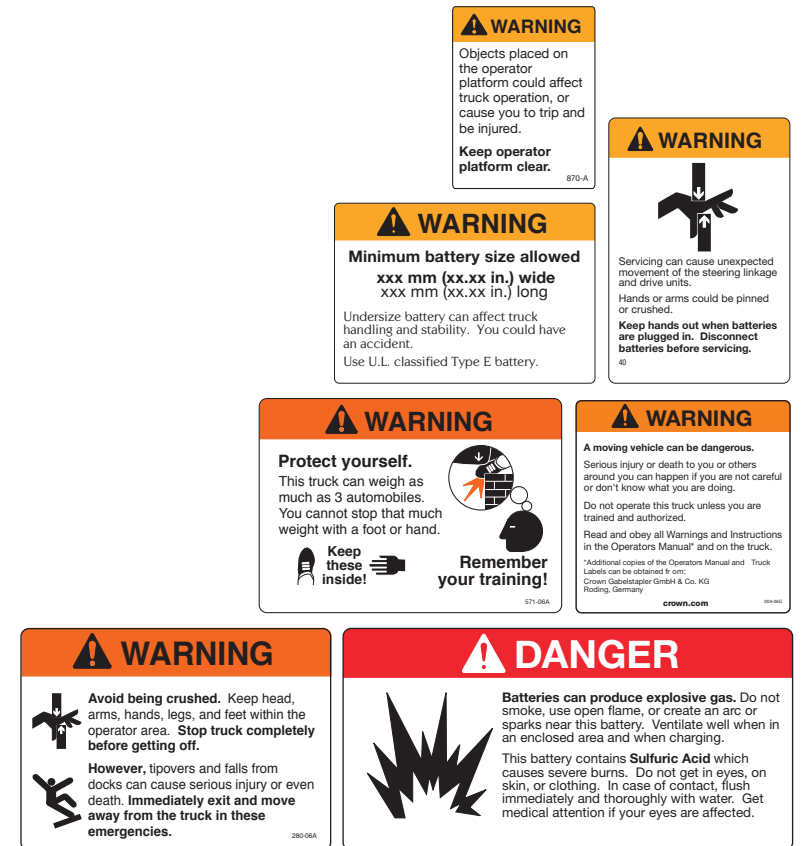 WARNING
Objects placed on
the operator
platform could affect
truck operation, or
cause you to trip and
be injured.
Keep operator
platform clear.
870-A
WARNING
Servicing can cause unexpected
movement of the steering linkage
and drive units.
Hands or arms could be pinned
or crushed.
Keep hands out when batteries
are plugged in. Disconnect
batteries before servicing.
40
WARNING
Minimum battery size allowed
xxx mm (xx.xx in.) wide
xxx mm (xx.xx in.) long
Undersize battery can affect truck
handling and stability. You could have
an accident.
Use U.L. classified Type E battery.
WARNING
Protect yourself.
This truck can weigh as
much as 3 automobiles.
You cannot stop that much
weight with a foot or hand.
Keep
these
inside!
Remember
your training!
571-06A
WARNING
A moving vehicle can be dangerous.
Serious injury or death to you or others
around you can happen if you are not careful
or don't know what you are doing.
Do not operate this truck unless you are
trained and authorized.
Read and obey all Warnings and Instructions
in the Operators Manual* and on the truck.
*Additional copies of the Operators Manual and Truck
Labels can be obtained fr om:
Crown Gabelstapler GmbH & Co. KG
Roding, Germany
crown.com
WARNING
Avoid being crushed. Keep head,
arms, hands, legs, and feet within the
operator area. Stop truck completely
before getting off.
However, tipovers and falls from
docks can cause serious injury or even
death. Immediately exit and move
away from the truck in these
emergencies.
280-06A
DANGER
Batteries can produce explosive gas. Do not
smoke, use open flame, or create an arc or
sparks near this battery. Ventilate well when in
an enclosed area and when charging.
This battery contains Sulfuric Acid which
causes severe burns. Do not get in eyes, on
skin, or clothing. In case of contact, flush
immediately and thoroughly with water. Get
medical attention if your eyes are affected.